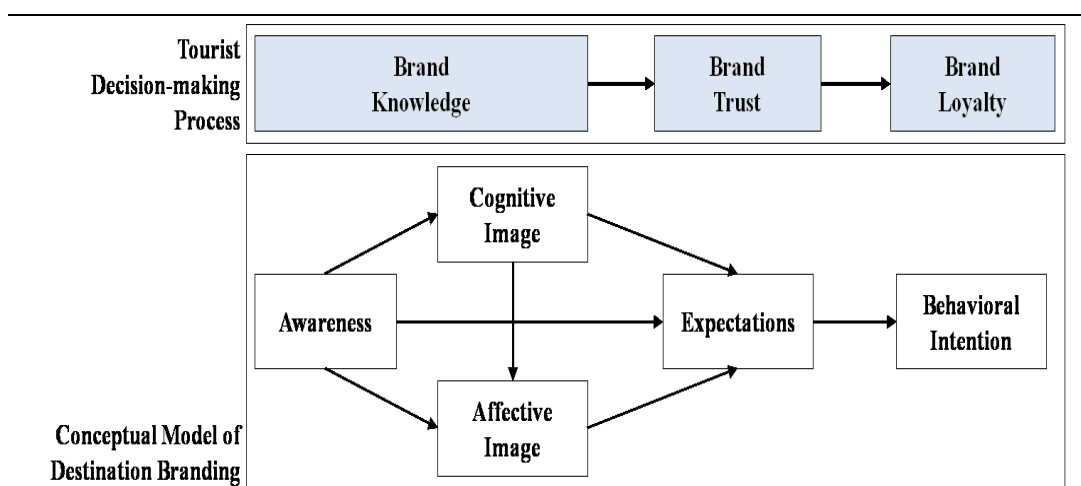 Tourist
Decision-making
Process
Brand
Knowledge
Brand
Trust
Brand
Loyalty
Cognitive
Image
Awareness
Expectations
Behavioral
Intention
Affective
Image
Conceptual Model of
Destination Branding